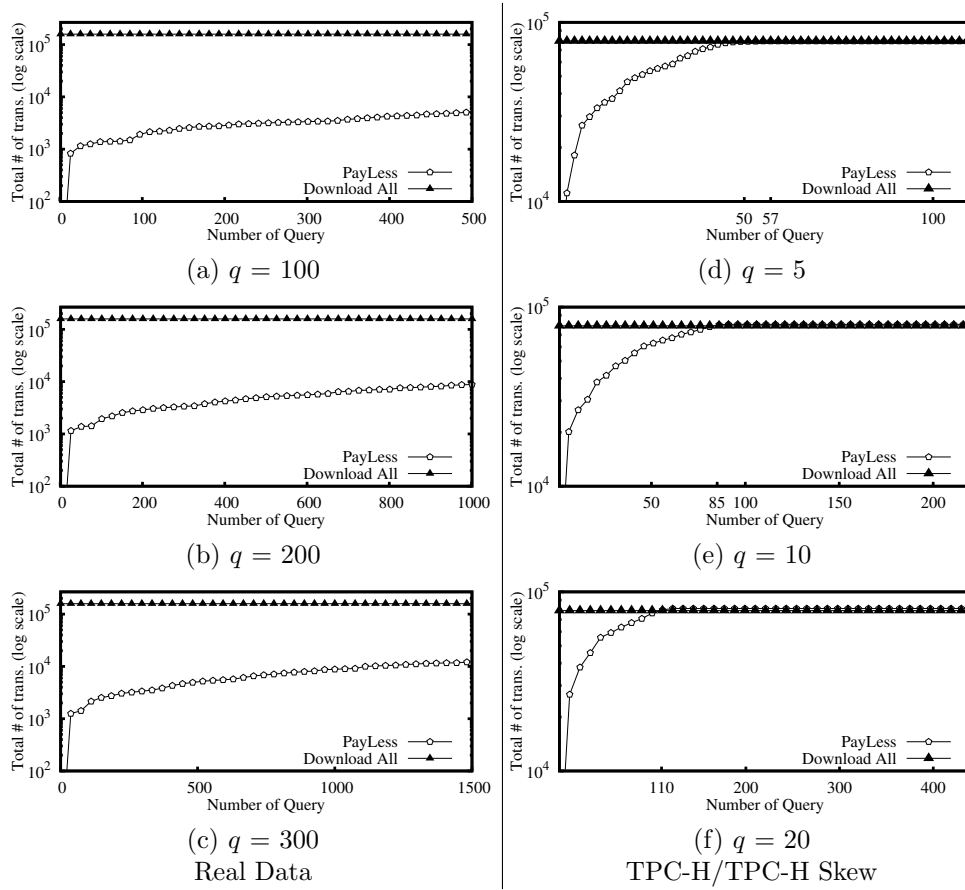 Total # of trans. (log scale)
10^5
10^4
10^3
10^2
PayLess
Download All
0 100 200 300 400 500
Number of Query
(a) q = 100
Total # of trans. (log scale)
10^5
10^4
10^3
10^2
PayLess
Download All
0 200 400 600 800 1000
Number of Query
(b) q = 200
Total # of trans. (log scale)
10^5
10^4
10^3
10^2
PayLess
Download All
0 500 1000 1500
Number of Query
(c) q = 300
Real Data
Total # of trans. (log scale)
10^5
10^4
PayLess
Download All
50 57 100
Number of Query
(d) q = 5
Total # of trans. (log scale)
10^5
10^4
PayLess
Download All
50 85 100 150 200
Number of Query
(e) q = 10
Total # of trans. (log scale)
10^5
10^4
PayLess
Download All
110 200 300 400
Number of Query
(f) q = 20
TPC-H/TPC-H Skew